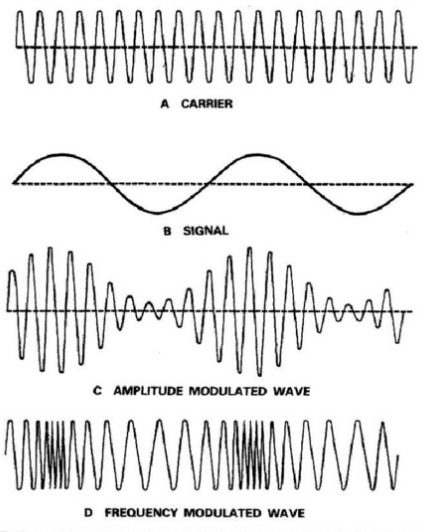 A CARRIER
B SIGNAL
C AMPLITUDE MODULATED WAVE
D FREQUENCY MODULATED WAVE